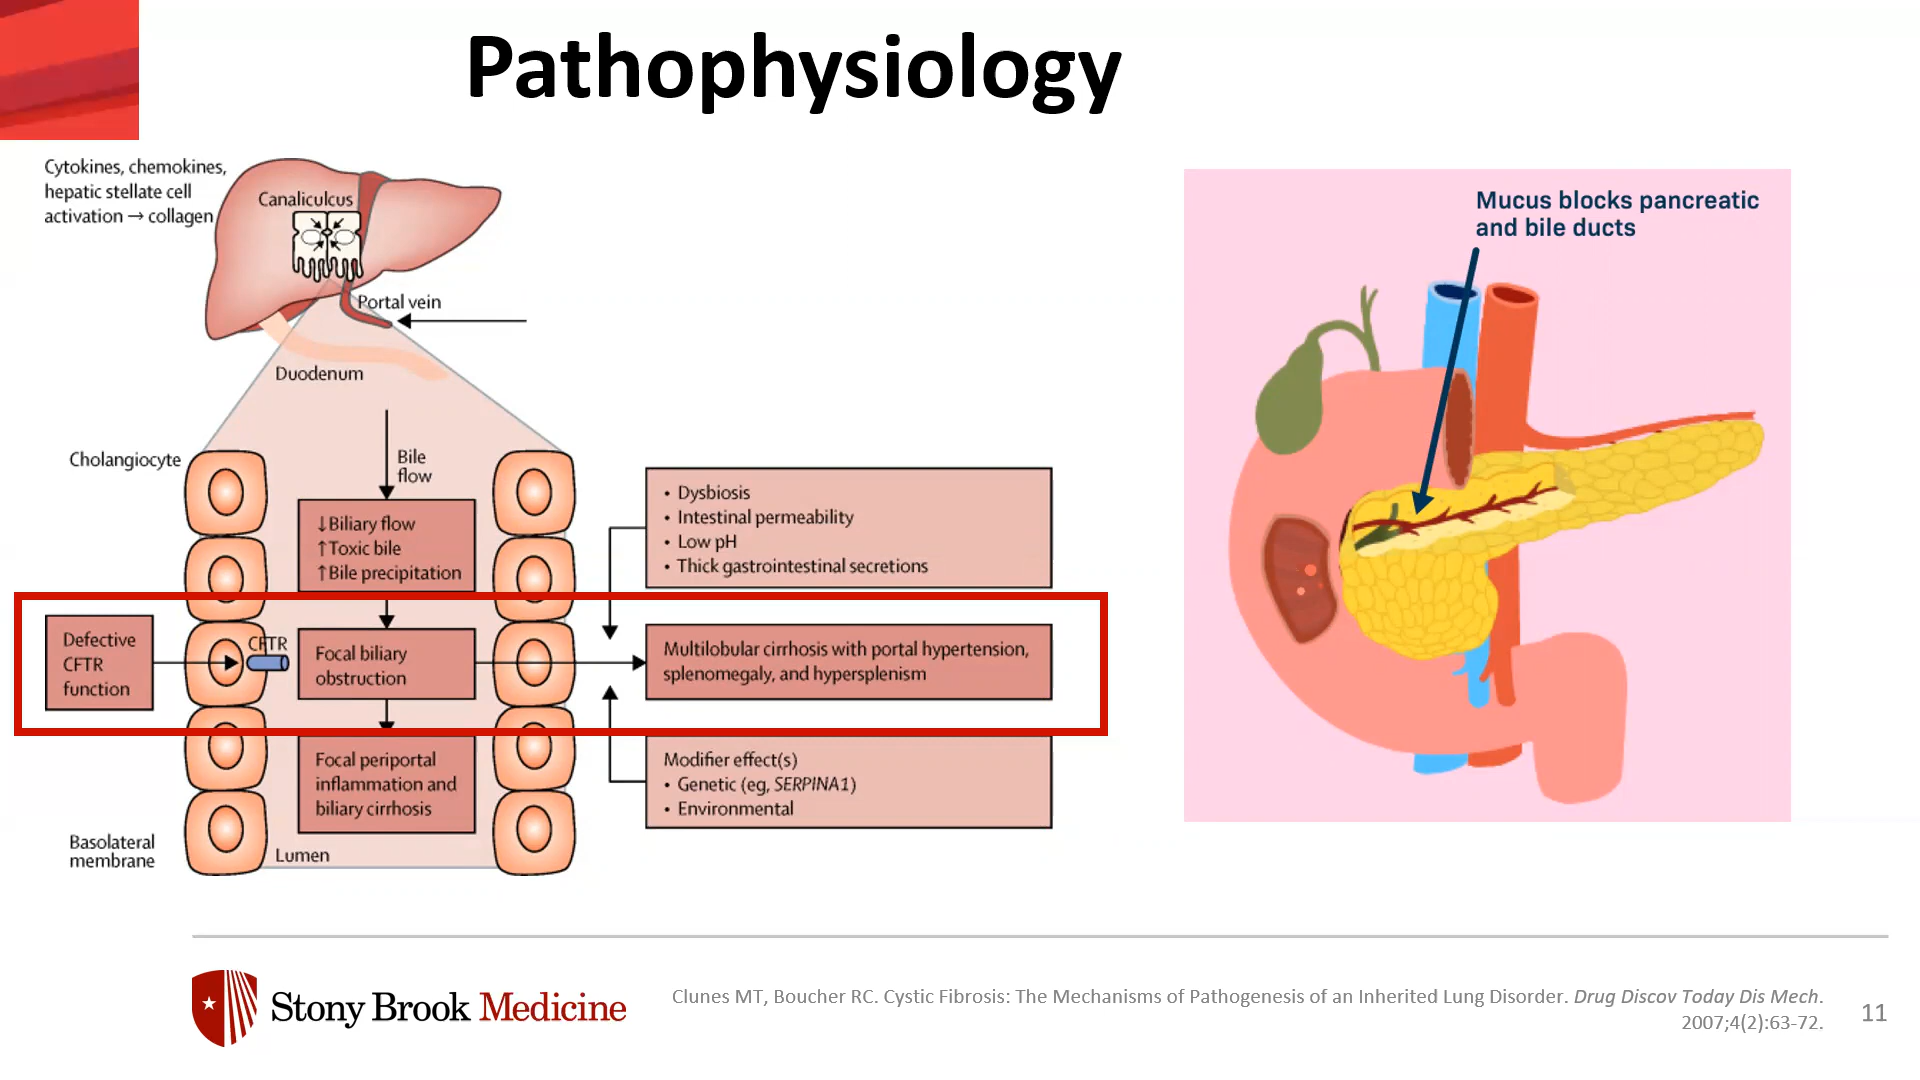 Pathophysiology
Cytokines, chemokines,
hepatic stellate cell
activation → collagen
Canaliculcus
Portal vein
Duodenum
Cholangiocyte
Bile
flow
↓Biliary flow
↑Toxic bile
↑Bile precipitation
• Dysbiosis
• Intestinal permeability
• Low pH
• Thick gastrointestinal secretions
Defective
CFTR
function
CFTR
Focal biliary
obstruction
Multilobular cirrhosis with portal hypertension,
splenomegaly, and hypersplenism
Focal periportal
inflammation and
biliary cirrhosis
Modifier effect(s)
• Genetic (eg, SERPINA1)
• Environmental
Basolateral
membrane
Lumen
Mucus blocks pancreatic
and bile ducts
Stony Brook Medicine
Clunes MT, Boucher RC. Cystic Fibrosis: The Mechanisms of Pathogenesis of an Inherited Lung Disorder. Drug Discov Today Dis Mech.
2007;4(2):63-72.
11